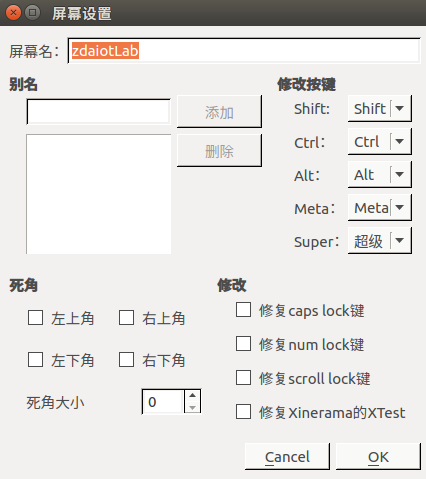 屏幕设置
屏幕名： zdaiotLab
别名
添加
删除
修改按键
Shift: Shift
Ctrl： Ctrl
Alt： Alt
Meta： Meta
Super： 超级
死角
左上角 右上角
左下角 右下角
死角大小 0
修改
修复caps lock键
修复num lock键
修复scroll lock键
修复Xinerama的XTest
Cancel OK